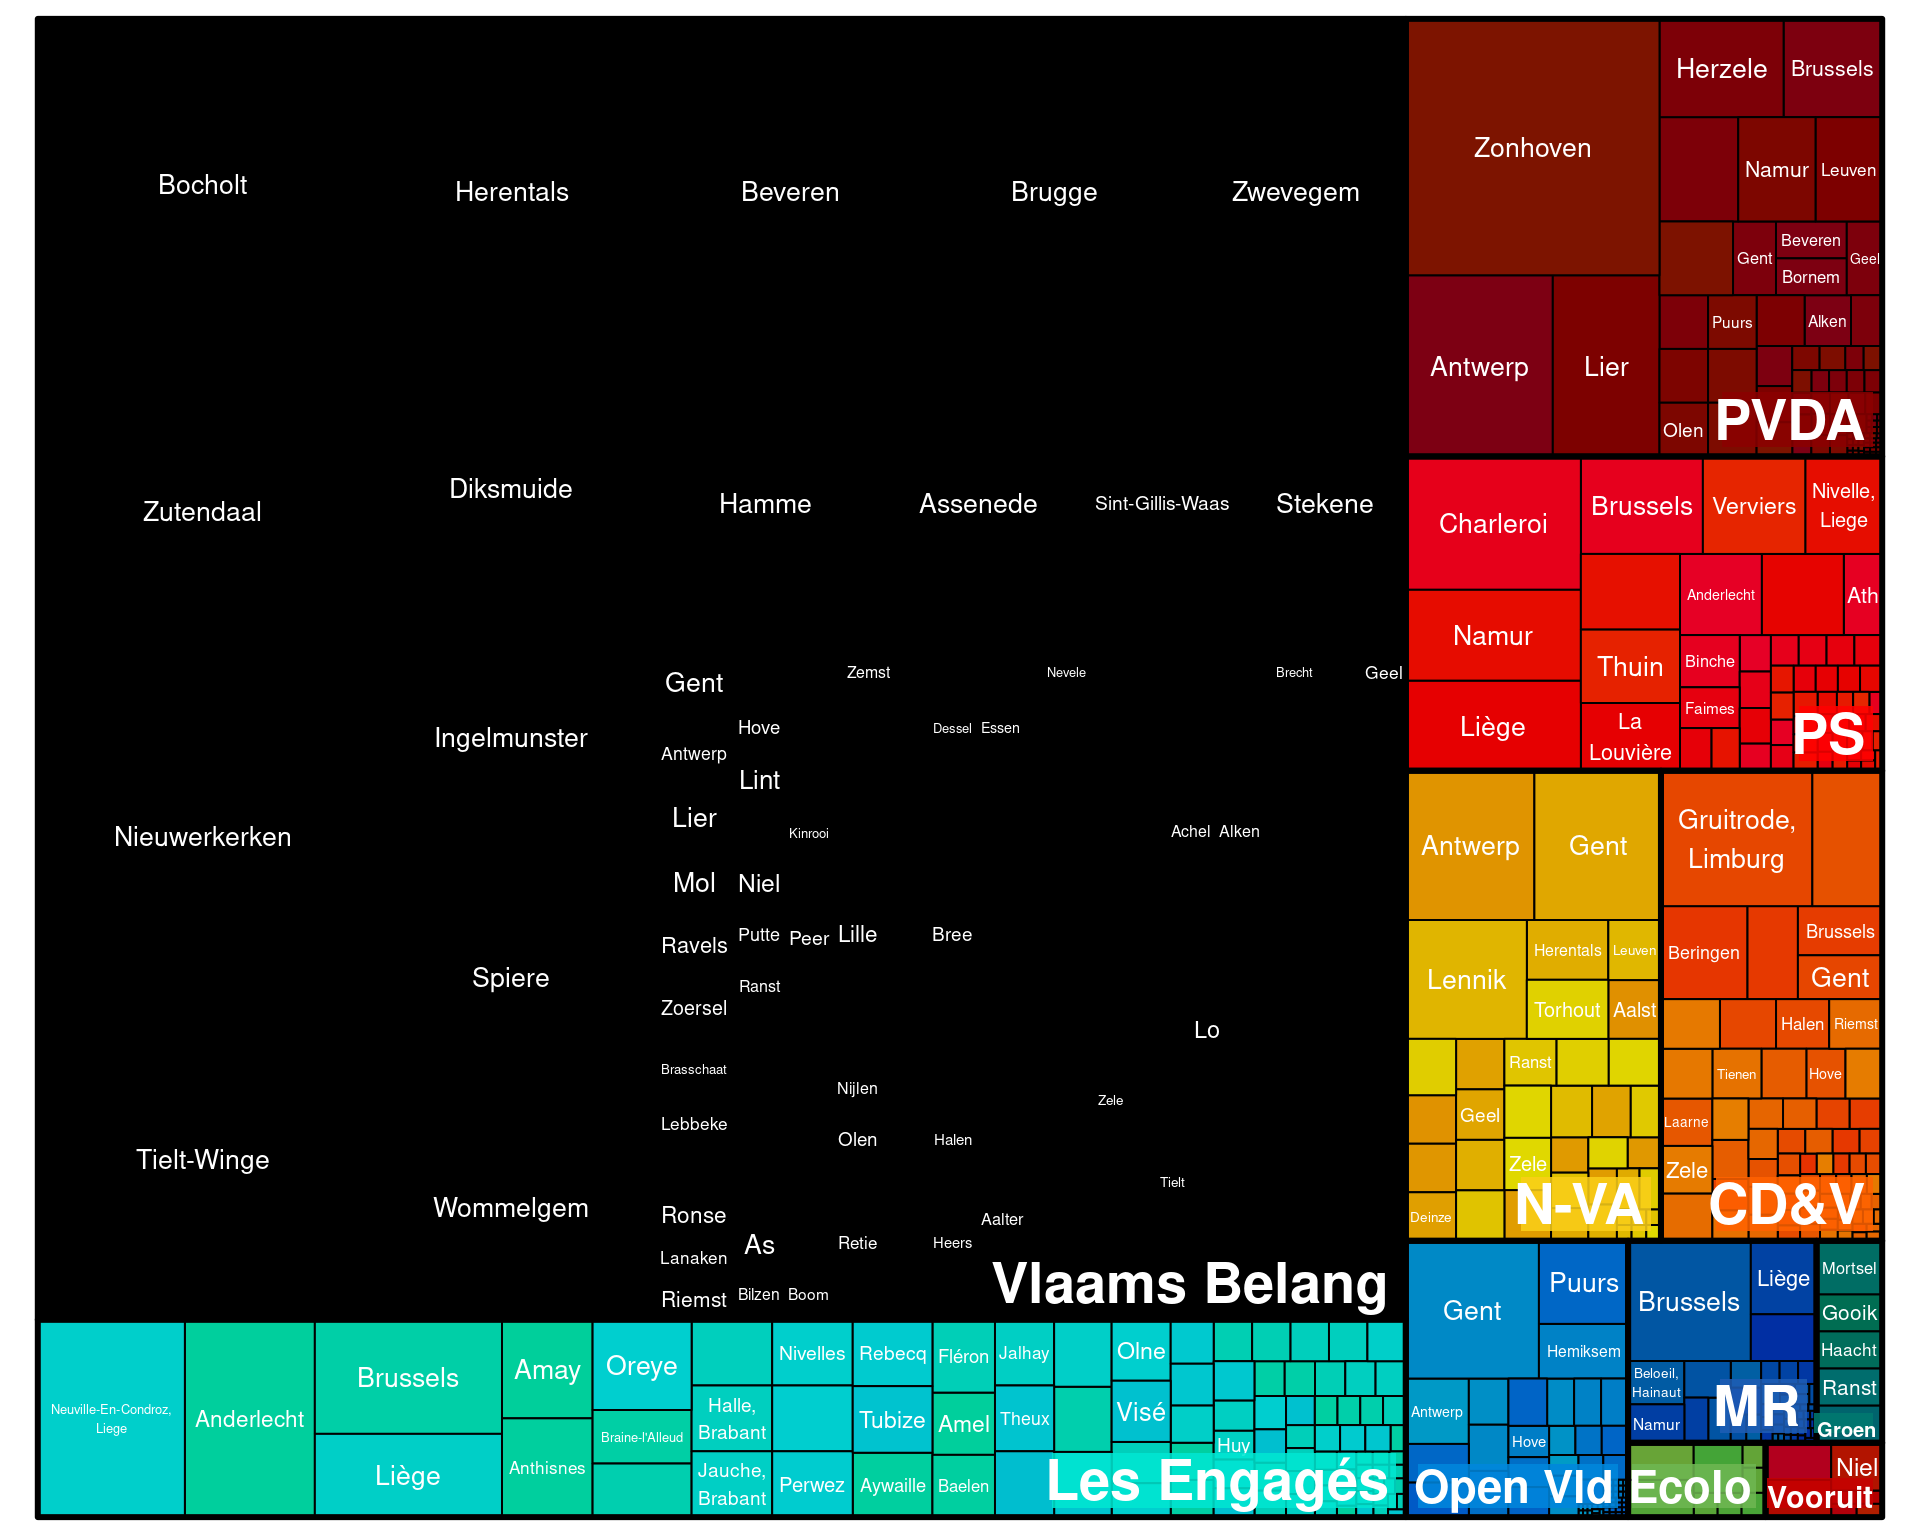 Bocholt
Herentals
Beveren
Brugge
Zwevegem
Zutendaal
Diksmuide
Hamme
Assenede
Sint-Gillis-Waas
Stekene
Nieuwerkerken
Ingelmunster
Spiere
Tielt-Winge
Wommelgem
Gent
Zemst
Nevele
Brecht
Geel
Hove
Dessel
Essen
Antwerp
Lint
Lier
Kinrooi
Achel
Alken
Mol
Niel
Ravels
Putte
Peer
Lille
Bree
Ranst
Zoersel
Lo
Brasschaat
Nijlen
Zele
Lebbeke
Olen
Halen
Tielt
Ronse
Aalter
As
Retie
Heers
Lanaken
Riemst
Bilzen
Boom
Vlaams Belang
Zonhoven
Herzele
Brussels
Namur
Leuven
Gent
Beveren
Bornem
Geel
Puurs
Alken
Antwerp
Lier
Olen
PVDA
Charleroi
Brussels
Verviers
Nivelle,
Liege
Namur
Anderlecht
Ath
Thuin
Binche
Faimes
Liège
La
Louvière
PS
Antwerp
Gent
Lennik
Herentals
Leuven
Torhout
Aalst
Ranst
Geel
Zele
Deinze
N-VA
Gruitrode,
Limburg
Beringen
Brussels
Gent
Halen
Riemst
Tienen
Hove
Laarne
Zele
CD&V
Neuville-En-Condroz,
Liege
Anderlecht
Brussels
Liège
Amay
Anthisnes
Oreye
Braine-l'Alleud
Halle,
Brabant
Jauche,
Brabant
Nivelles
Perwez
Rebecq
Tubize
Aywaille
Fléron
Amel
Baelen
Jalhay
Theux
Olne
Visé
Huy
Les Engagés
Gent
Puurs
Hemiksem
Antwerp
Hove
Open Vld
Brussels
Liège
Beloeil,
Hainaut
Namur
MR
Mortsel
Gooik
Haacht
Ranst
Groen
Ecolo
Niel
Vooruit